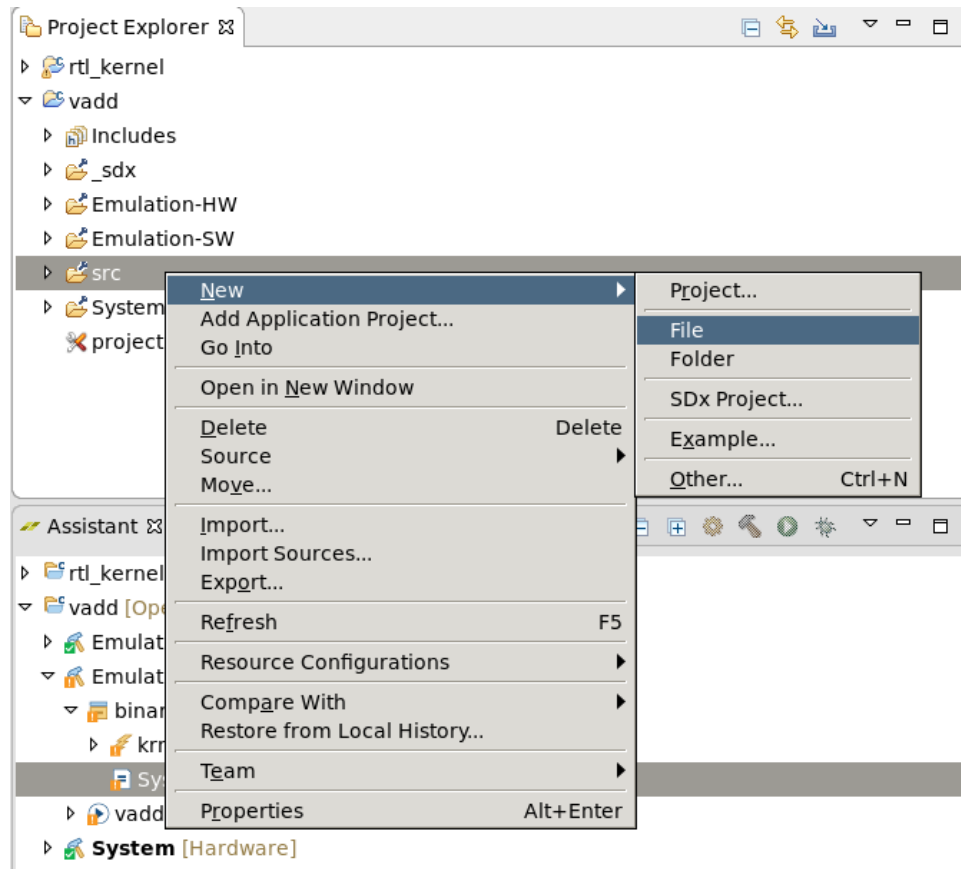 Project Explorer
rtl_kernel
vadd
Includes
_sdx
Emulation-HW
Emulation-SW
src
System
project
New
Add Application Project...
Go Into
Open in New Window
Delete Delete
Source
Move...
Import...
Import Sources...
Export...
Refresh F5
Resource Configurations
Compare With
Restore from Local History...
Team
Properties Alt+Enter
Project...
File
Folder
SDx Project...
Example...
Other... Ctrl+N
Assistant
rtl_kernel
vadd [Ope
Emulat
Emulat
binar
krn
Sys
vadd
System [Hardware]